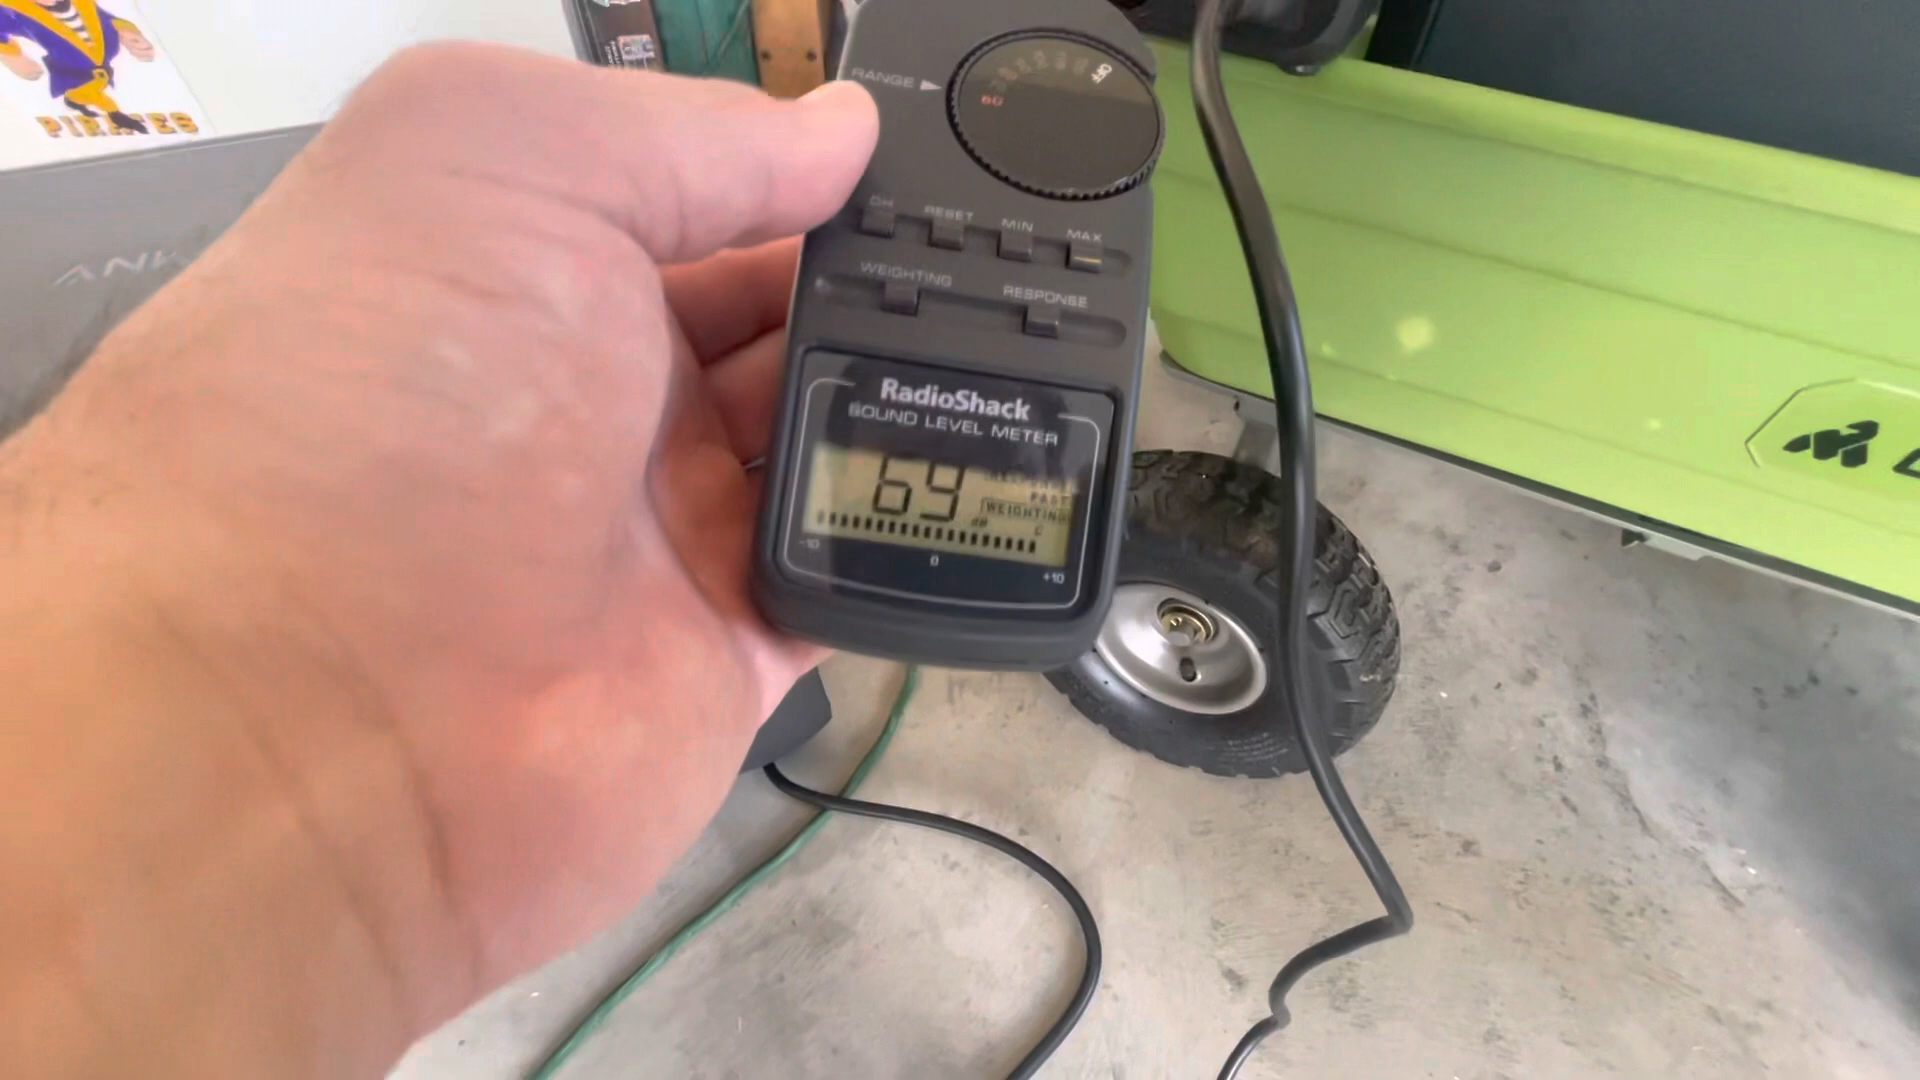 PIRATES
RANGE
OFF
60
RESET
MIN
MAX
WEIGHTING
RESPONSE
RadioShack
SOUND LEVEL METER
69
FAST
WEIGHTING
dB
C
-10
0
+10